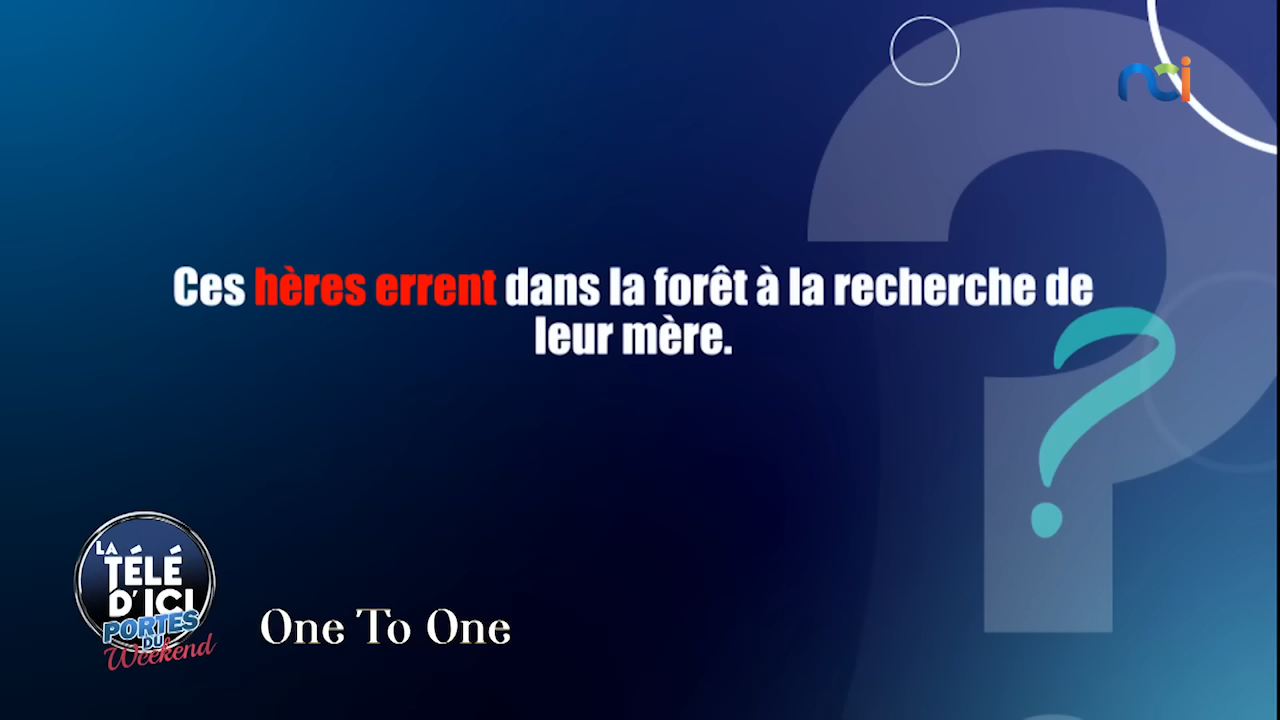 nci
Ces hères errent dans la forêt à la recherche de
leur mère.
LA
TÉLÉ
D'ICI
PORTES
DU
Weekend
One To One